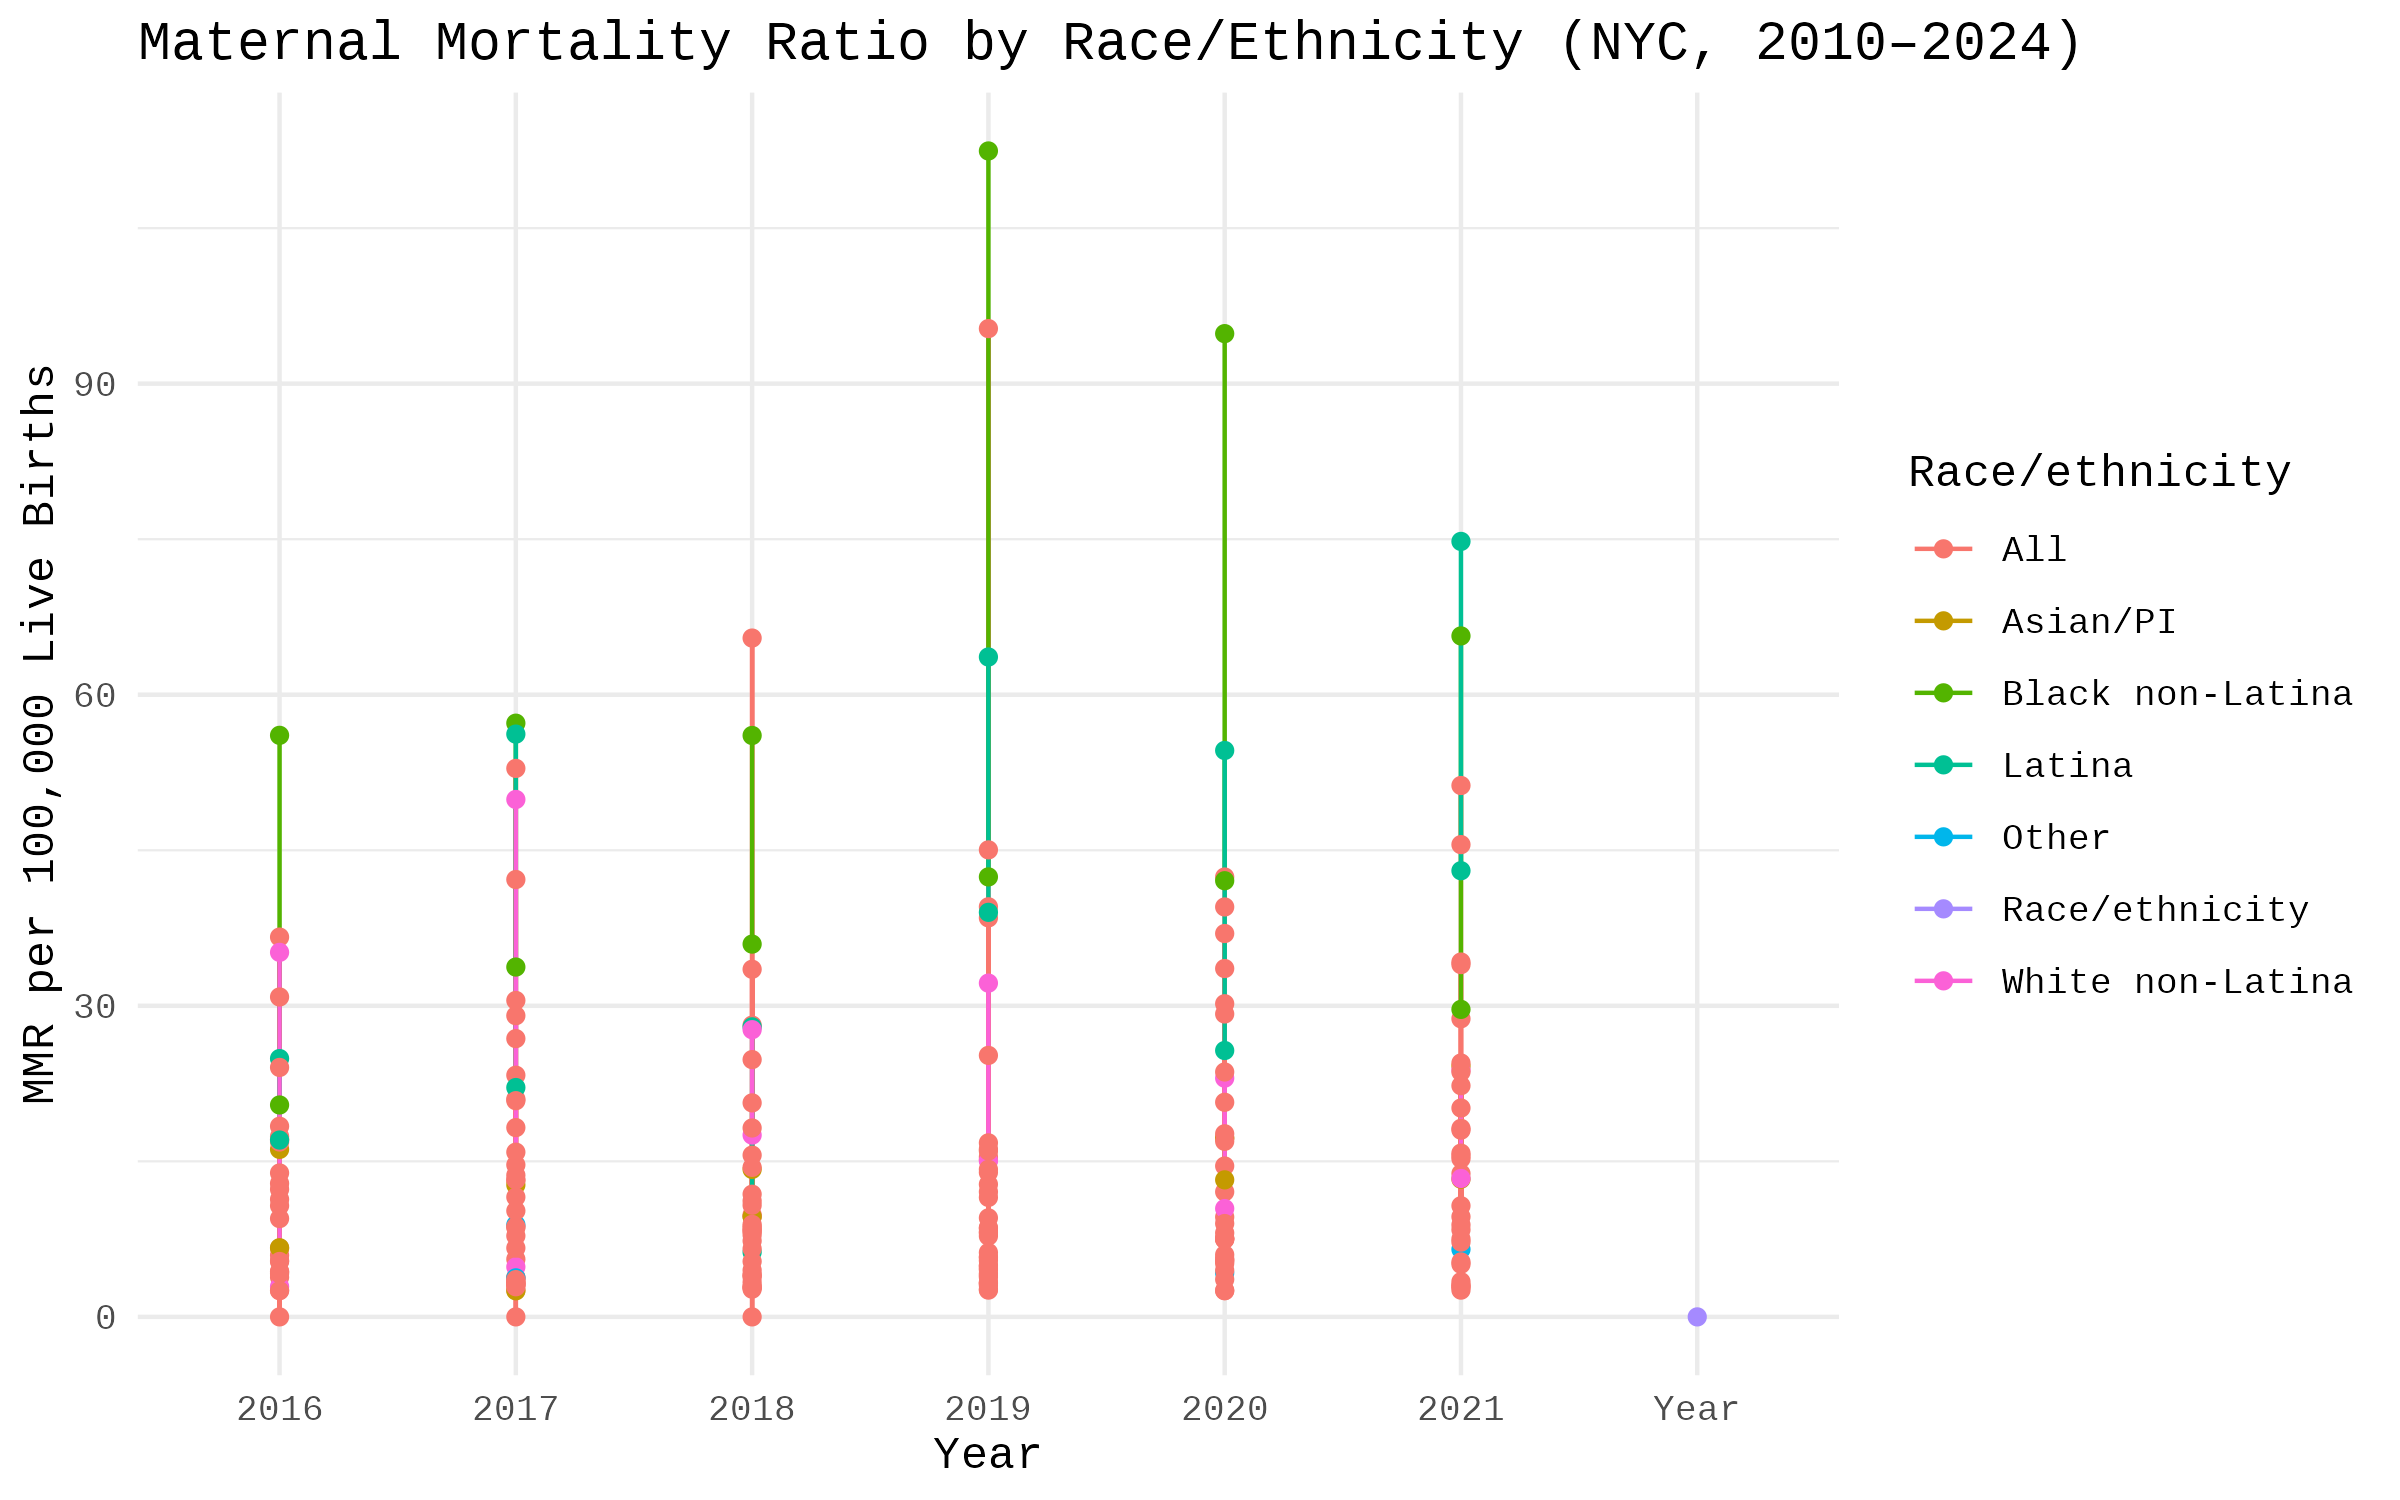 Maternal Mortality Ratio by Race/Ethnicity (NYC, 2010–2024)
MMR per 100,000 Live Births
90
60
30
0
2016 2017 2018 2019 2020 2021 Year
Year
Race/ethnicity
All
Asian/PI
Black non-Latina
Latina
Other
Race/ethnicity
White non-Latina